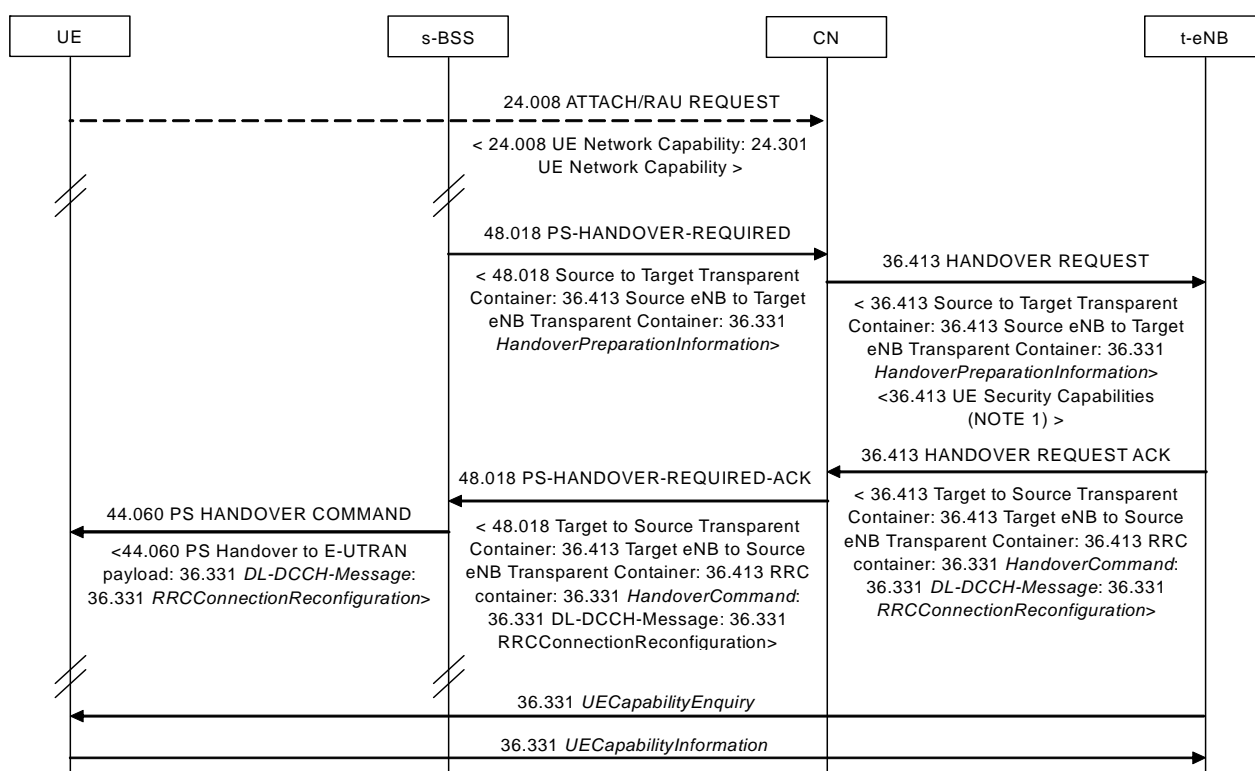 UE
s-BSS
CN
t-eNB
24.008 ATTACH/RAU REQUEST
< 24.008 UE Network Capability: 24.301
UE Network Capability >
48.018 PS-HANDOVER-REQUIRED
< 48.018 Source to Target Transparent
Container: 36.413 Source eNB to Target
eNB Transparent Container: 36.331
HandoverPreparationInformation>
36.413 HANDOVER REQUEST
< 36.413 Source to Target Transparent
Container: 36.413 Source eNB to Target
eNB Transparent Container: 36.331
HandoverPreparationInformation>
<36.413 UE Security Capabilities
(NOTE 1) >
36.413 HANDOVER REQUEST ACK
< 36.413 Target to Source Transparent
Container: 36.413 Target eNB to Source
eNB Transparent Container: 36.413 RRC
container: 36.331 HandoverCommand:
36.331 DL-DCCH-Message: 36.331
RRCConnectionReconfiguration>
48.018 PS-HANDOVER-REQUIRED-ACK
< 48.018 Target to Source Transparent
Container: 36.413 Target eNB to Source
eNB Transparent Container: 36.413 RRC
container: 36.331 HandoverCommand:
36.331 DL-DCCH-Message: 36.331
RRCConnectionReconfiguration>
44.060 PS HANDOVER COMMAND
<44.060 PS Handover to E-UTRAN
payload: 36.331 DL-DCCH-Message:
36.331 RRCConnectionReconfiguration>
36.331 UECapabilityEnquiry
36.331 UECapabilityInformation